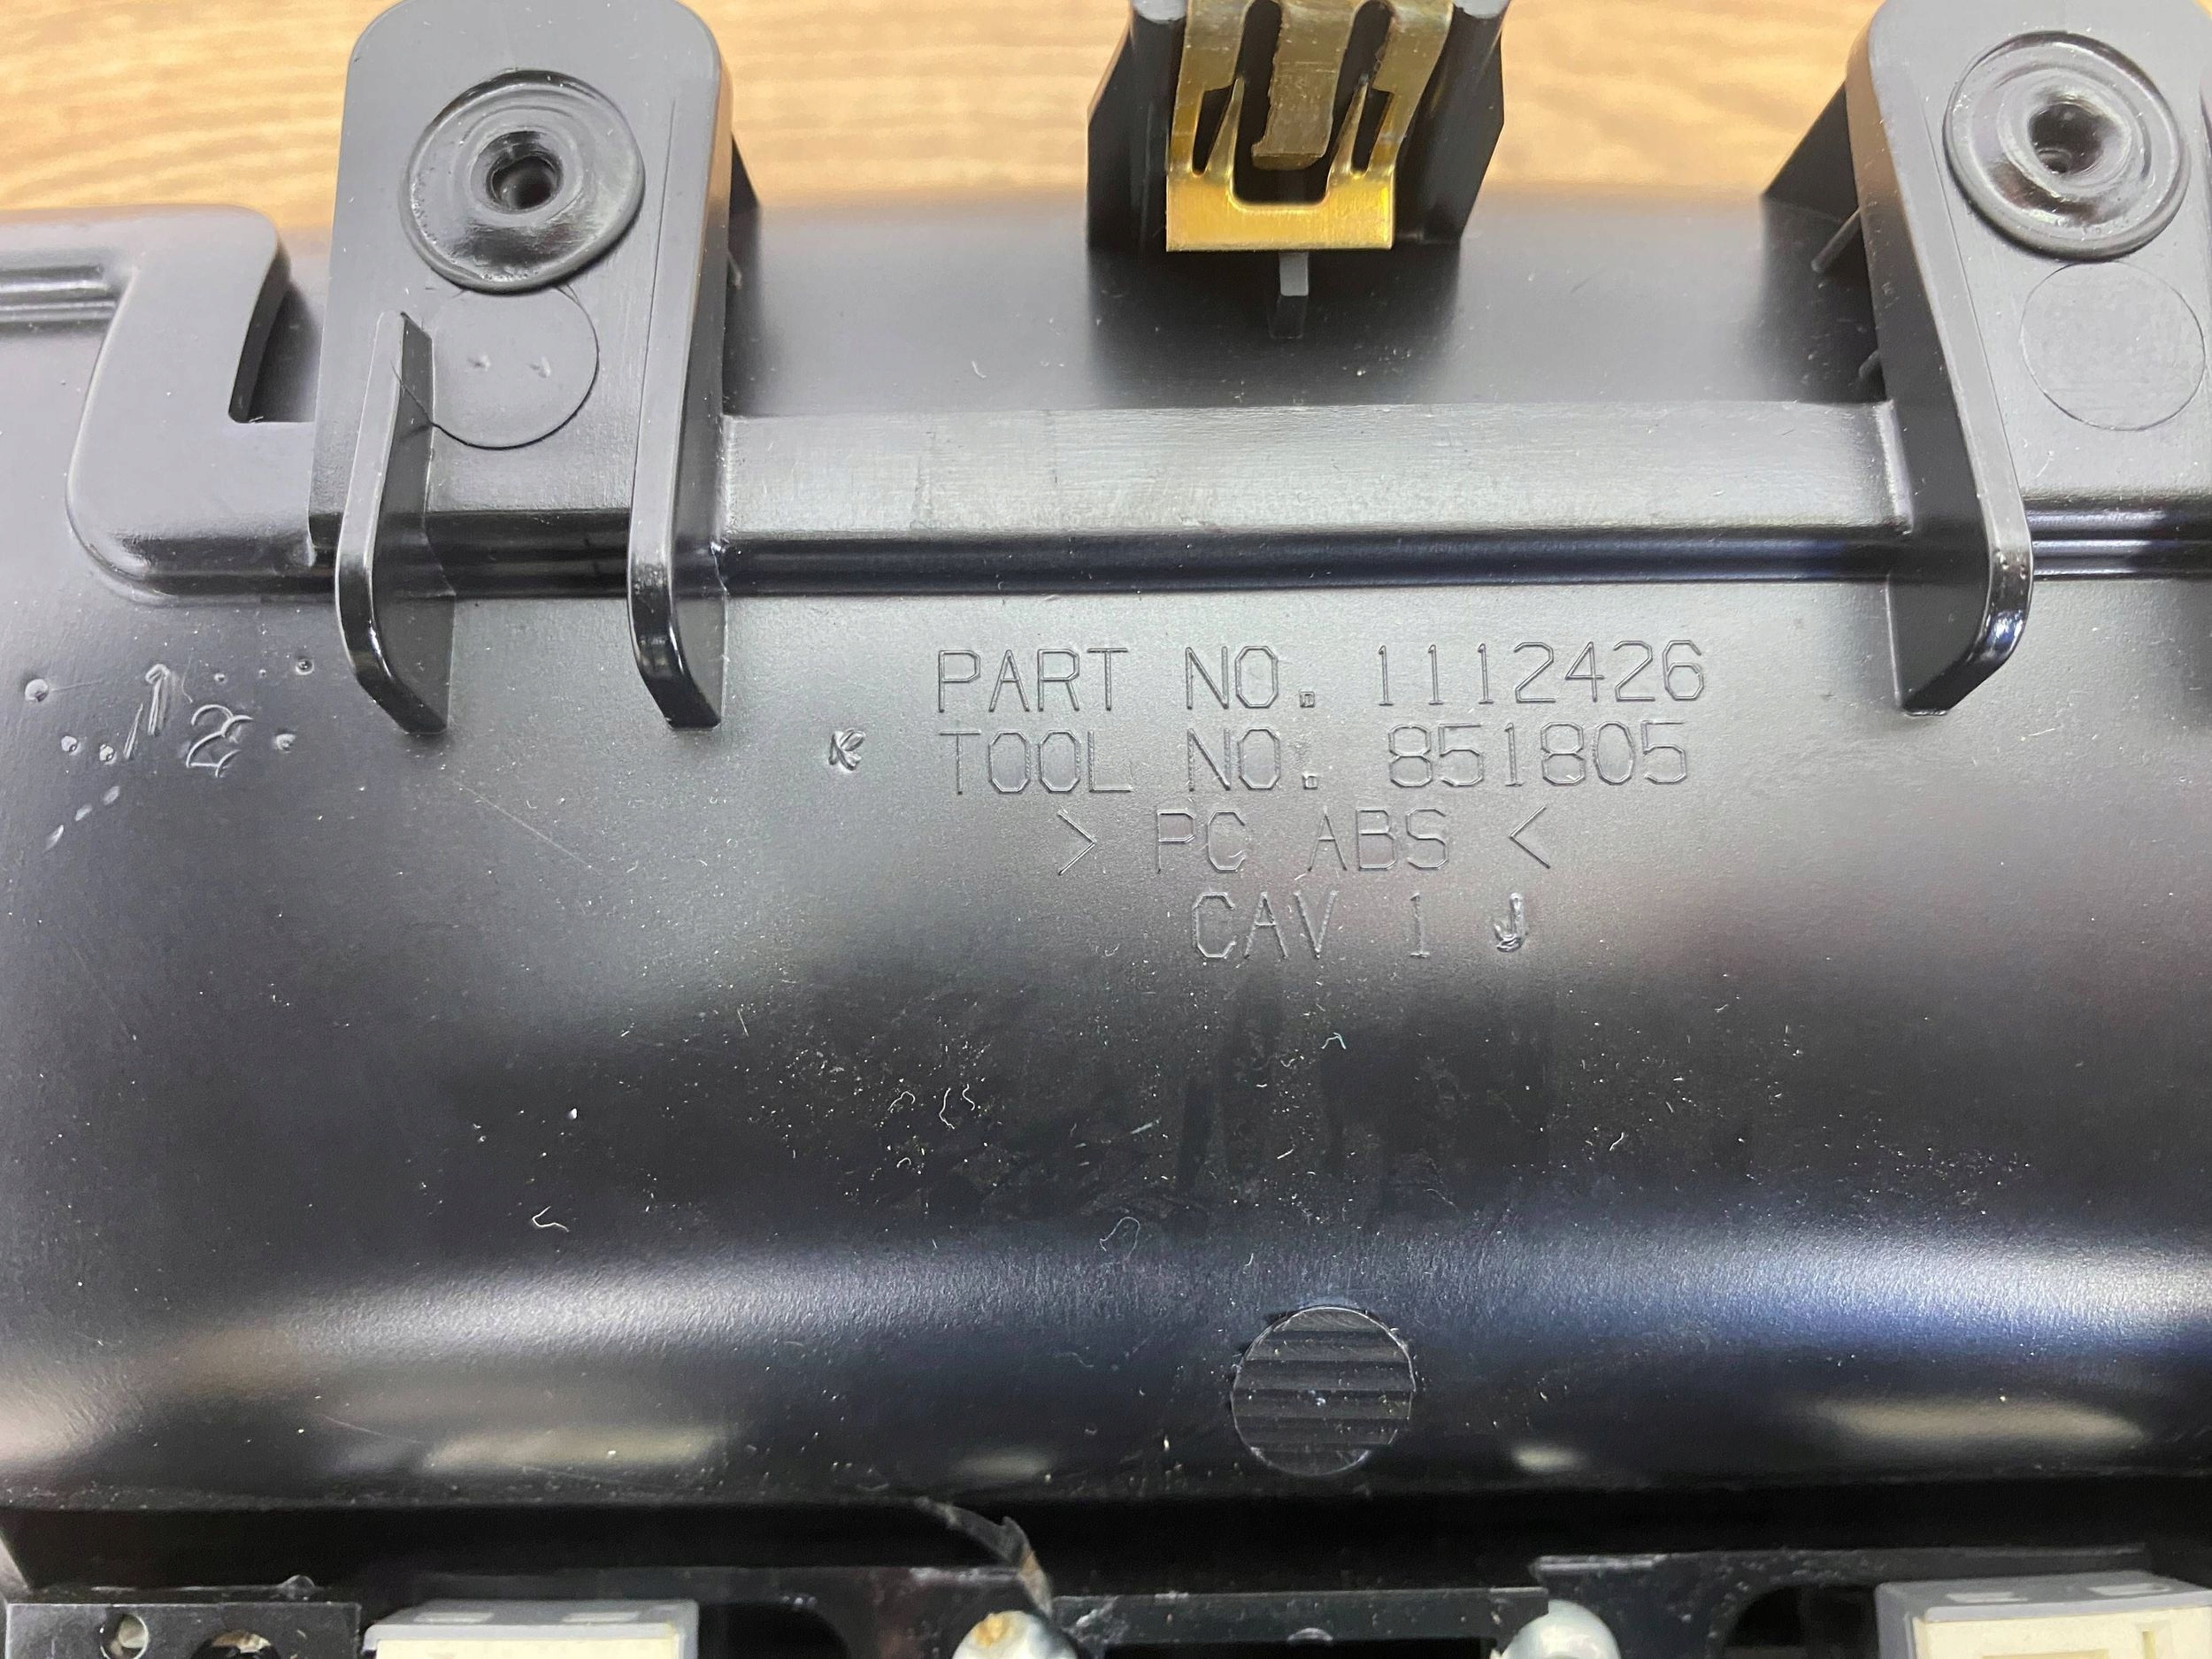 PART NO. 1112426
TOOL NO. 851805
> PC ABS <
CAV 1 J